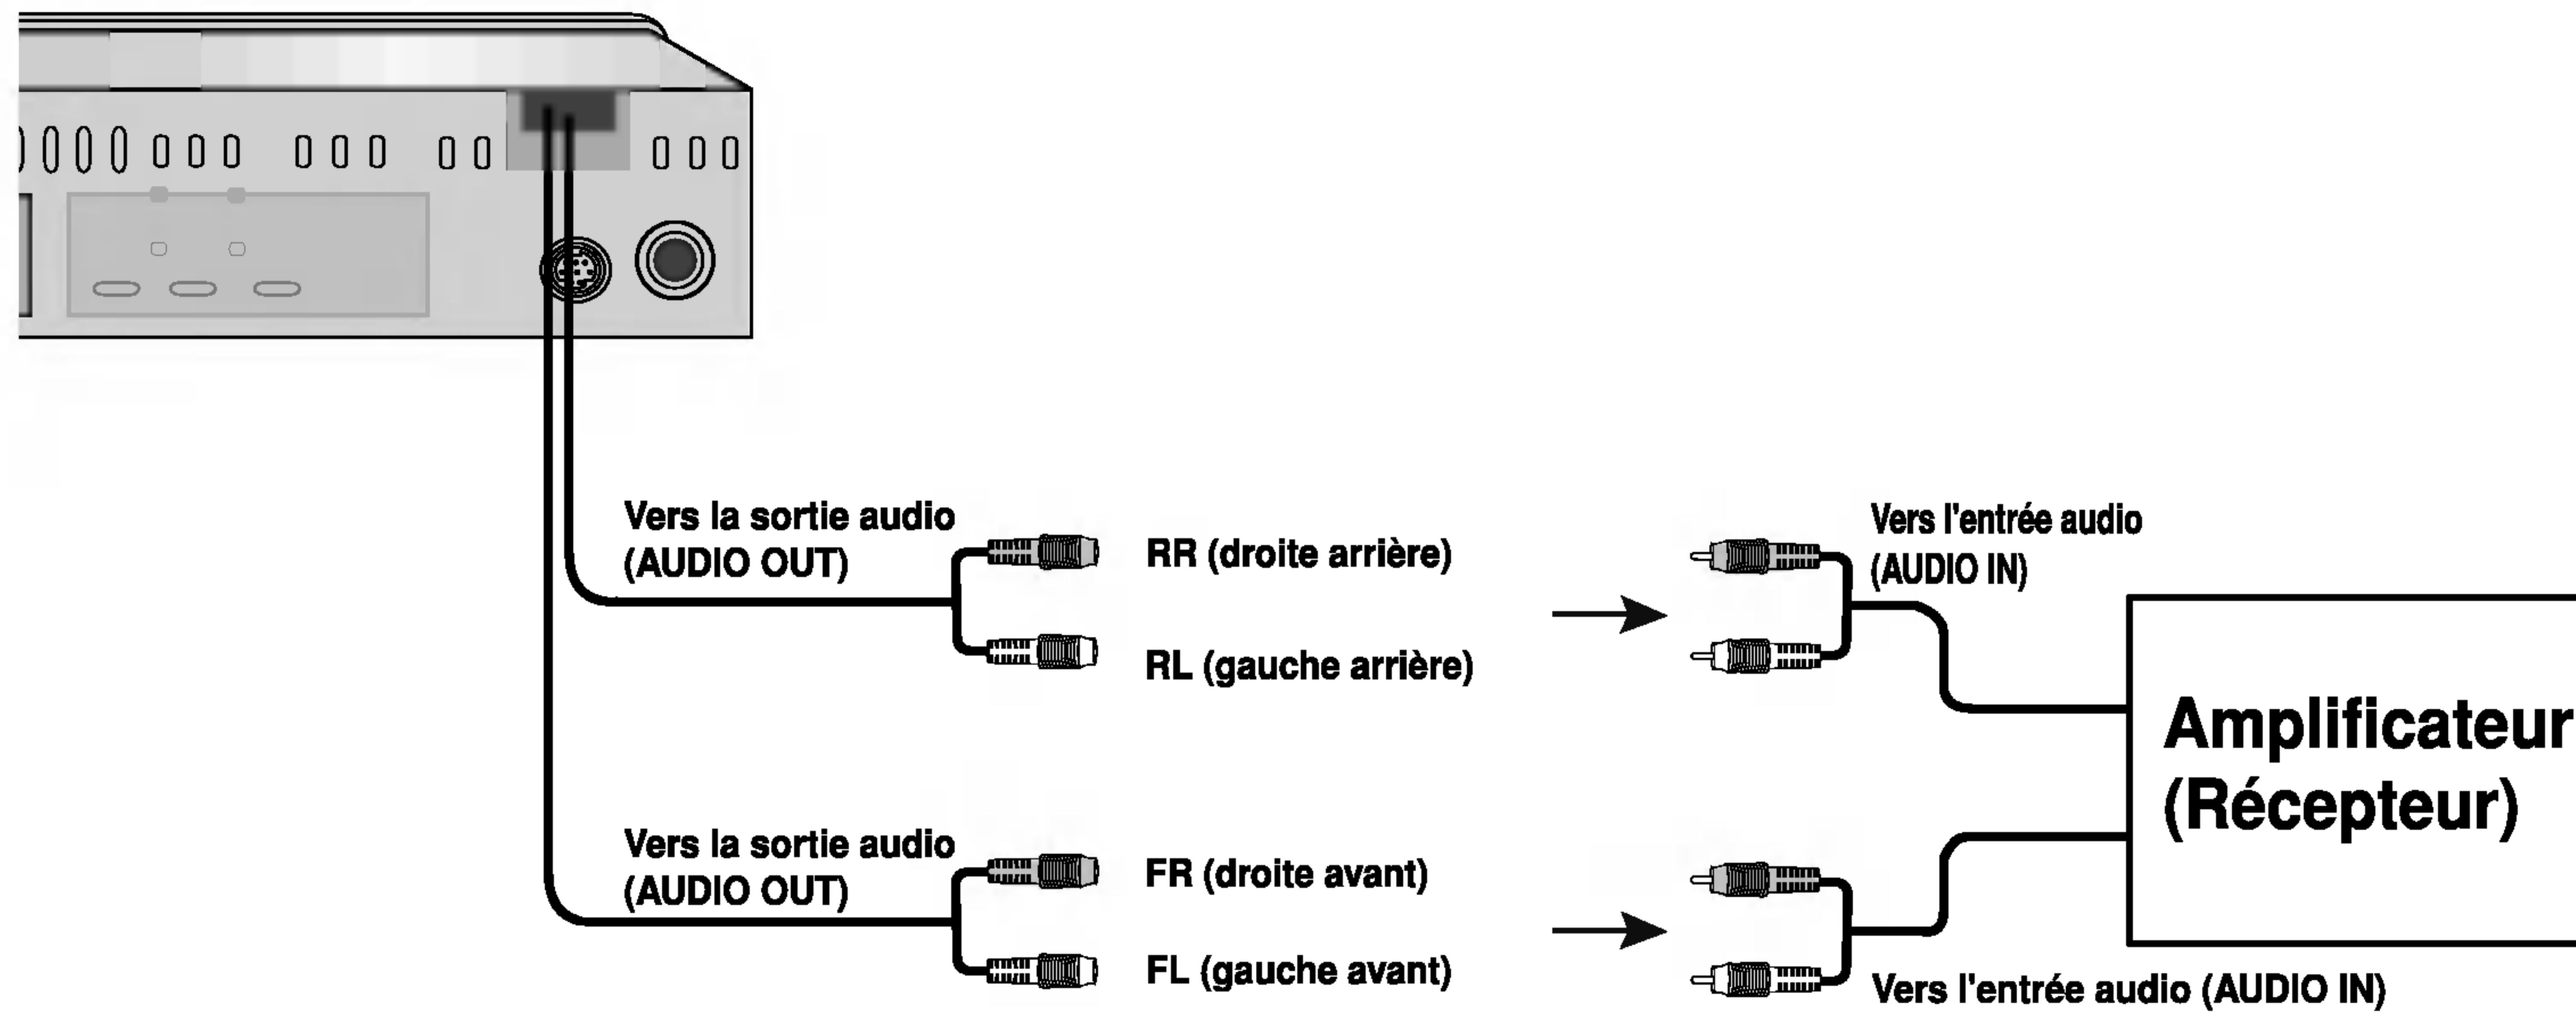 Vers la sortie audio
(AUDIO OUT)
RR (droite arrière)
RL (gauche arrière)
Vers l'entrée audio
(AUDIO IN)
Amplificateur
(Récepteur)
Vers la sortie audio
(AUDIO OUT)
FR (droite avant)
FL (gauche avant)
Vers l'entrée audio (AUDIO IN)